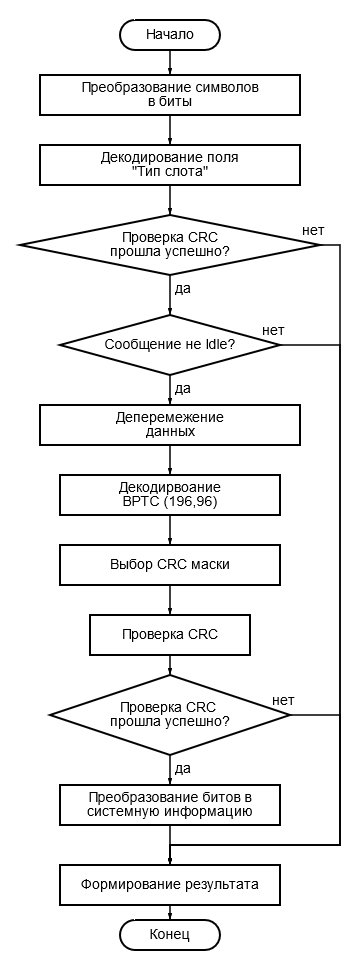 Начало
Преобразование символов
в биты
Декодирование поля
"Тип слота"
Проверка CRC
прошла успешно?
нет
да
Сообщение не Idle?
нет
да
Деперемежение
данных
Декодирвоание
BPTC (196,96)
Выбор CRC маски
Проверка CRC
Проверка CRC
прошла успешно?
нет
да
Преобразование битов в
системную информацию
Формирование результата
Конец